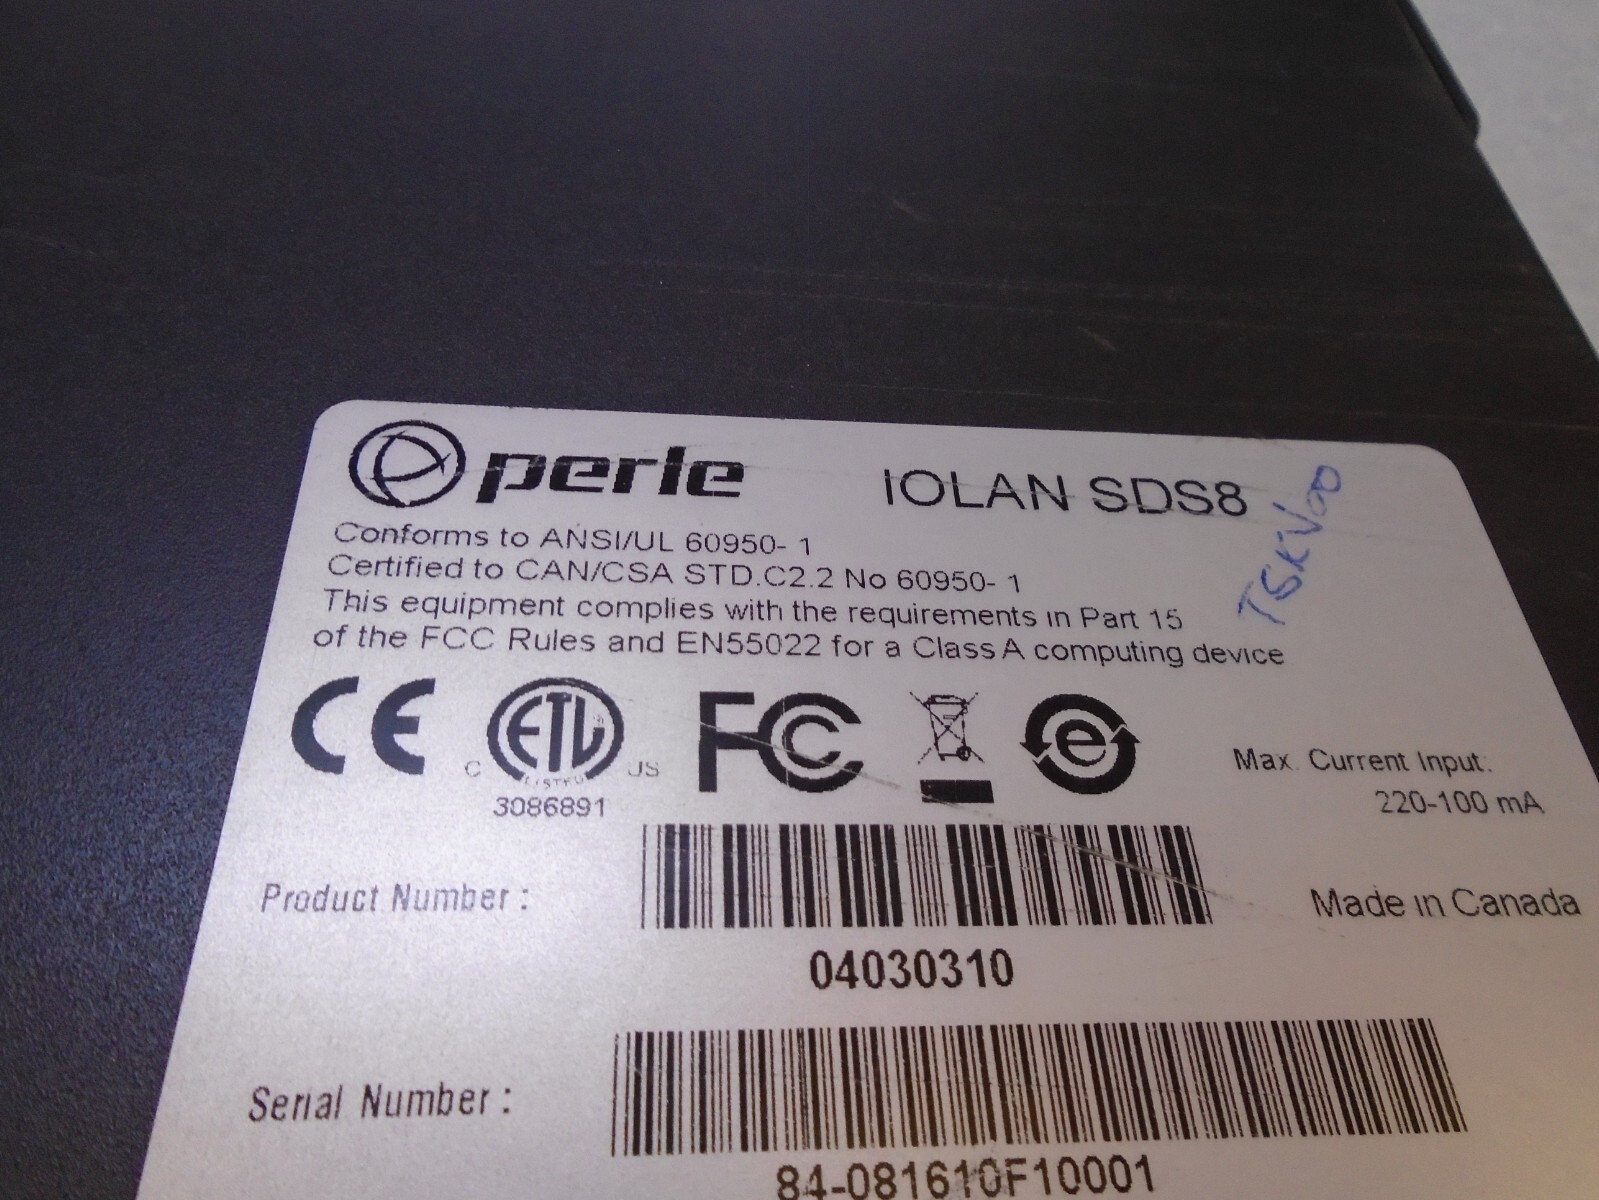 perle IOLAN SDS8
Conforms to ANSI/UL 60950- 1
Certified to CAN/CSA STD.C2.2 No 60950- 1
This equipment complies with the requirements in Part 15
of the FCC Rules and EN55022 for a Class A computing device
CE
C ETL US
LISTED
3086891
FC
e
Max. Current Input:
220-100 mA
Product Number :
04030310
Made in Canada
Serial Number :
84-081610F10001